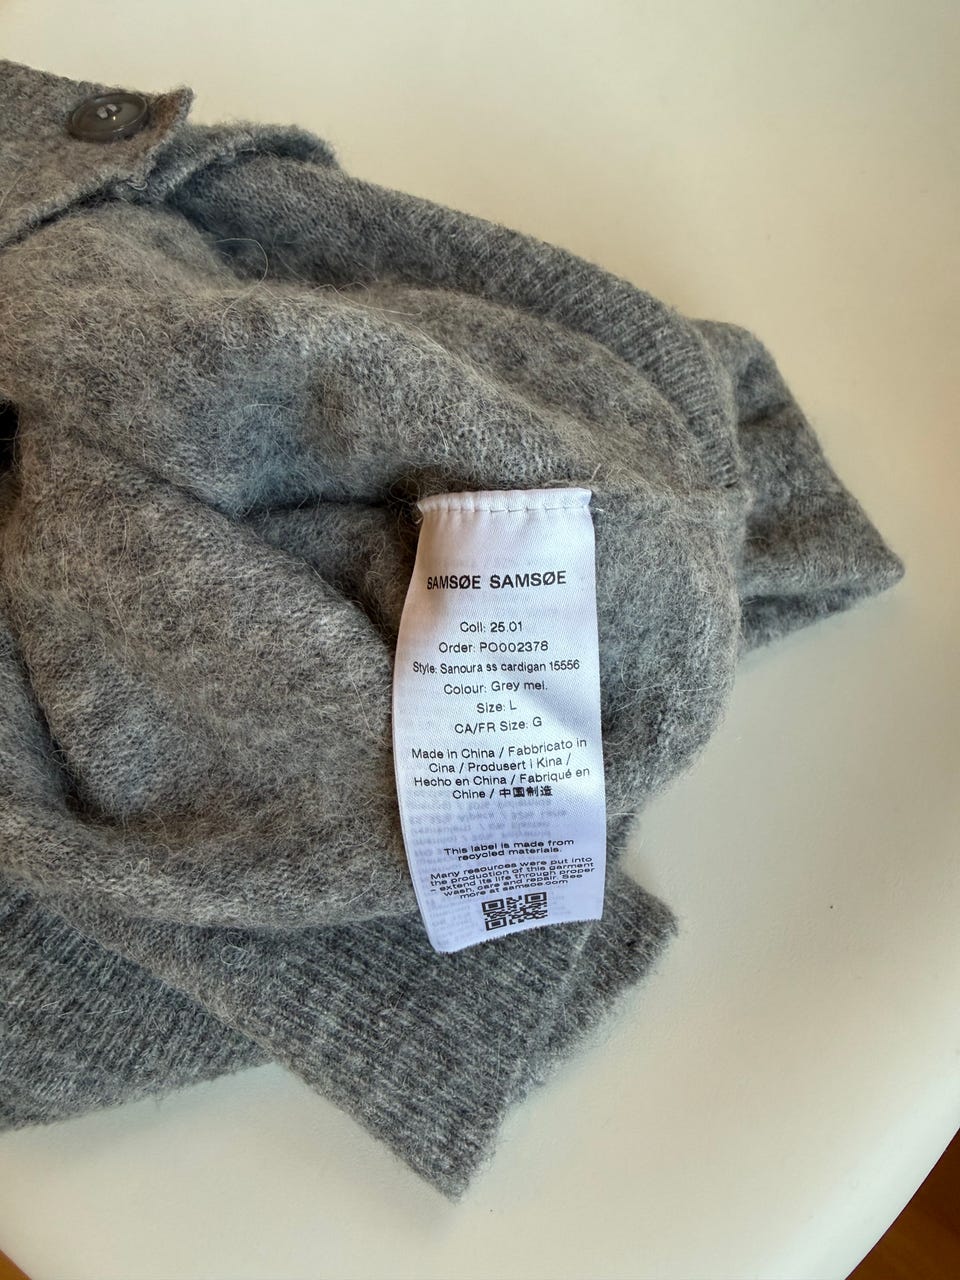 SAMSØE SAMSØE
Coll: 25.01
Order: PO002378
Style: Sanoura ss cardigan 15556
Colour: Grey mel.
Size: L
CA/FR Size: G
Made in China / Fabbricato in
Cina / Produsert i Kina /
Hecho en China / Fabriqué en
Chine / 中国制造
This label is made from
recycled materials.
Many resources were put into
the production of this garment
– extend its life through proper
wash, care and repair. See
more at samsoe.com